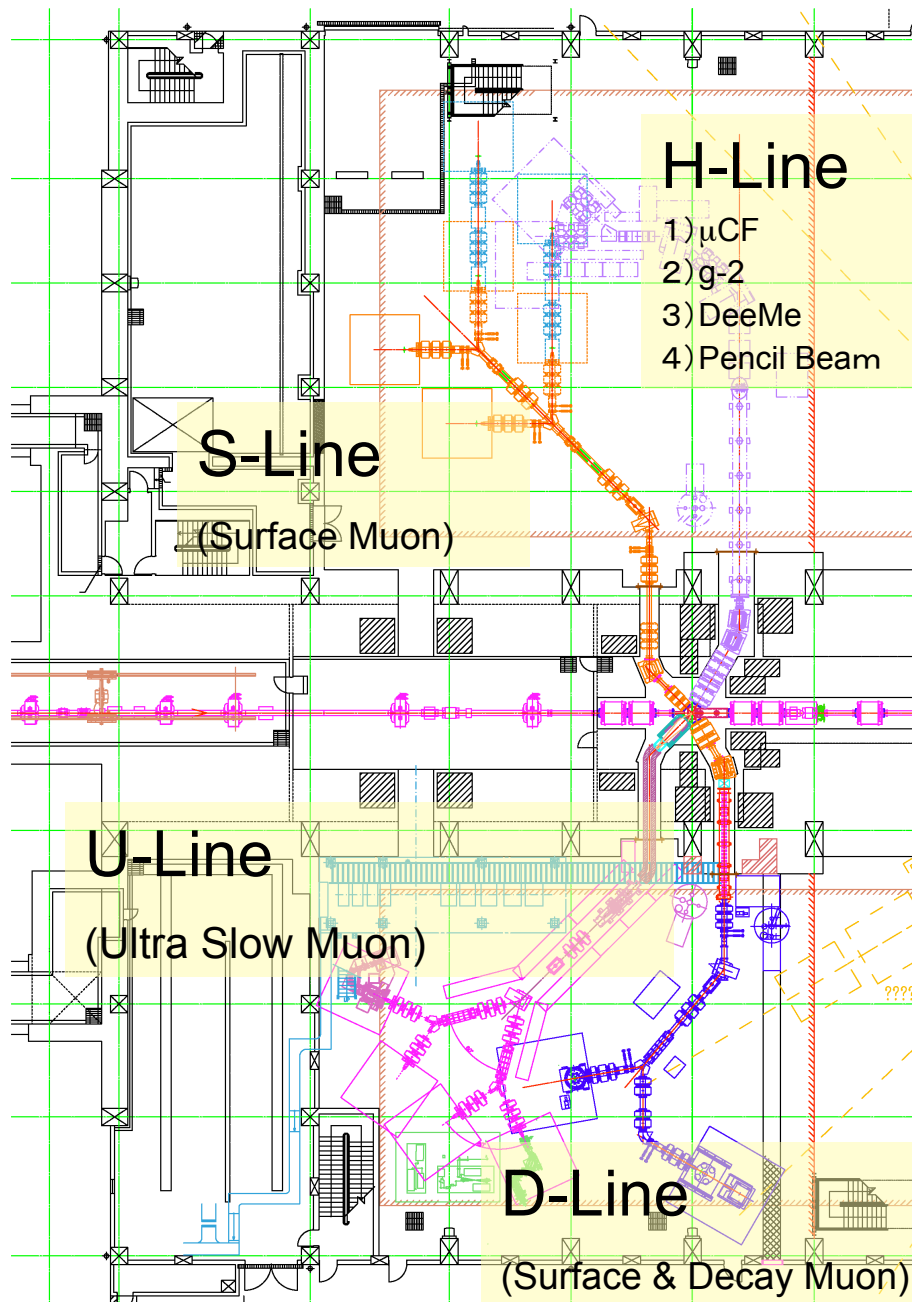 H-Line
1)μCF
2)g-2
3)DeeMe
4)Pencil Beam
S-Line
(Surface Muon)
U-Line
(Ultra Slow Muon)
????
D-Line
(Surface & Decay Muon)